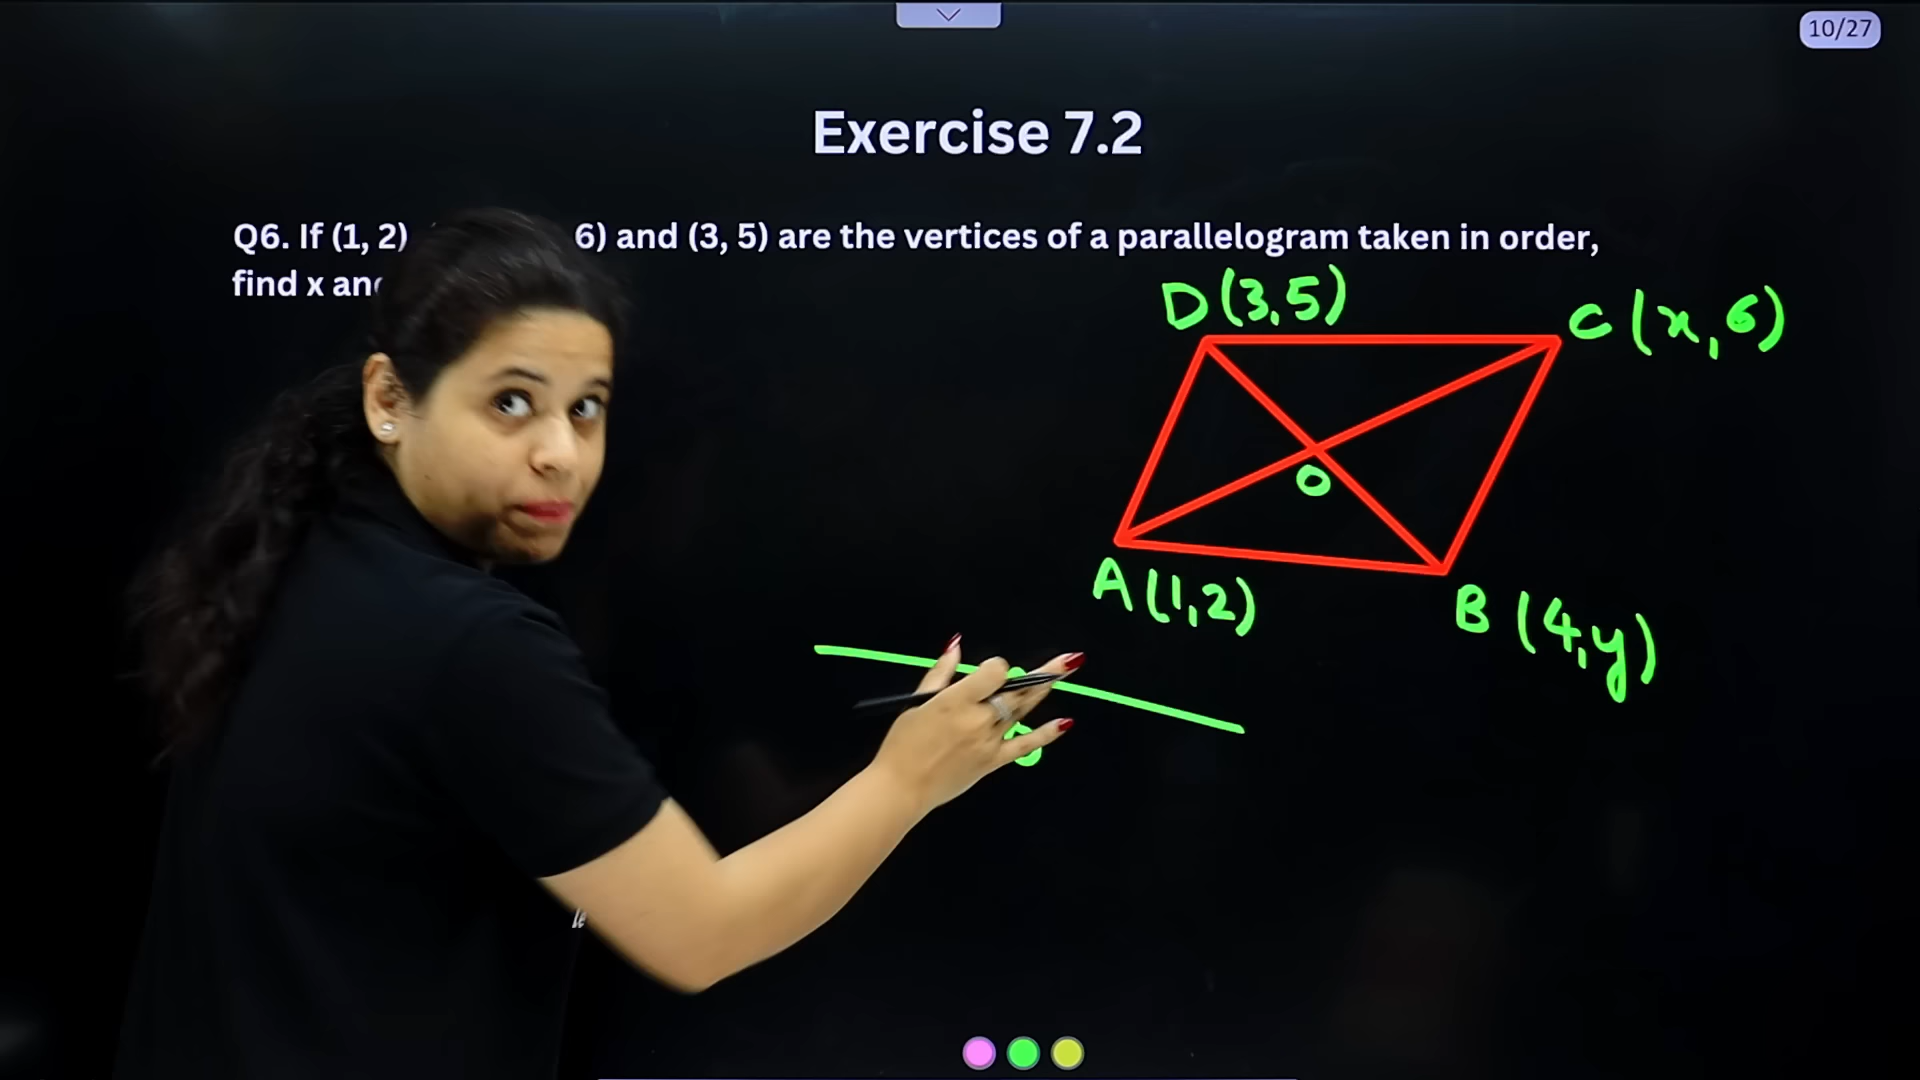 10/27
Exercise 7.2
Q6. If (1, 2) 6) and (3, 5) are the vertices of a parallelogram taken in order,
find x
D (3,5)
C (x, 6)
O
A (1,2)
B (4,y)